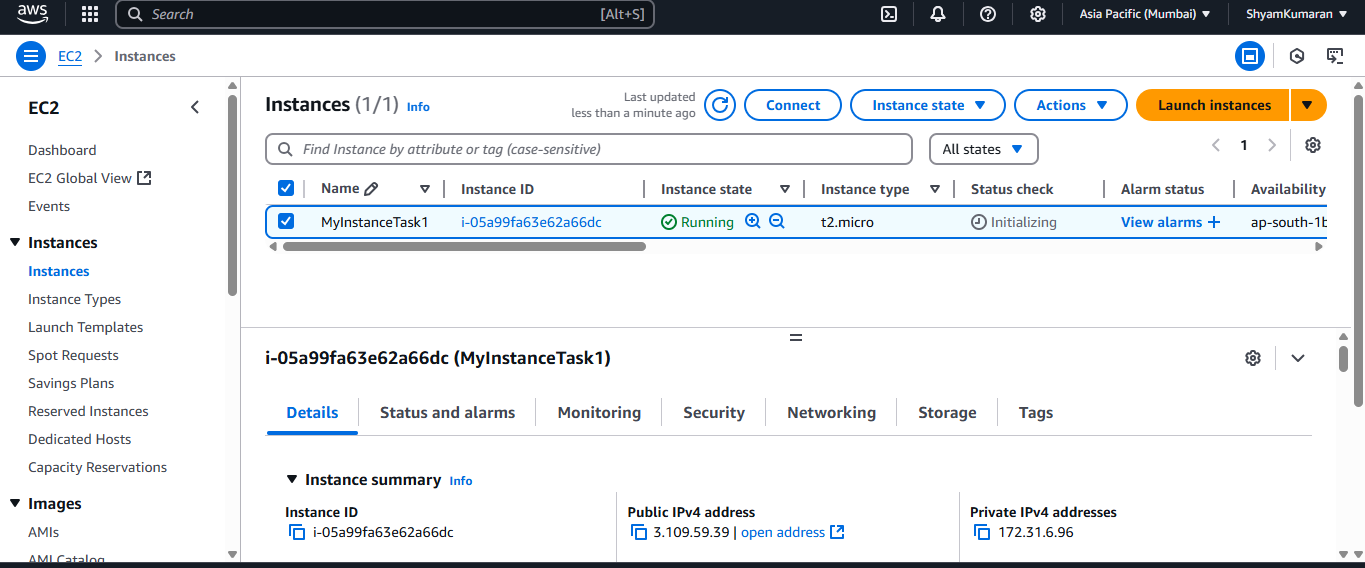 aws Search [Alt+S] Asia Pacific (Mumbai) ShyamKumaran
EC2 Instances
EC2
Dashboard
EC2 Global View
Events
Instances
Instances
Instance Types
Launch Templates
Spot Requests
Savings Plans
Reserved Instances
Dedicated Hosts
Capacity Reservations
Images
AMIs
AMI Catalog
Instances (1/1) Info
Last updated
less than a minute ago
Connect Instance state Actions Launch instances
Find Instance by attribute or tag (case-sensitive) All states 1
Name Instance ID Instance state Instance type Status check Alarm status Availability
MyInstanceTask1 i-05a99fa63e62a66dc Running t2.micro Initializing View alarms + ap-south-1b
i-05a99fa63e62a66dc (MyInstanceTask1)
Details Status and alarms Monitoring Security Networking Storage Tags
Instance summary Info
Instance ID Public IPv4 address Private IPv4 addresses
i-05a99fa63e62a66dc 3.109.59.39 | open address 172.31.6.96